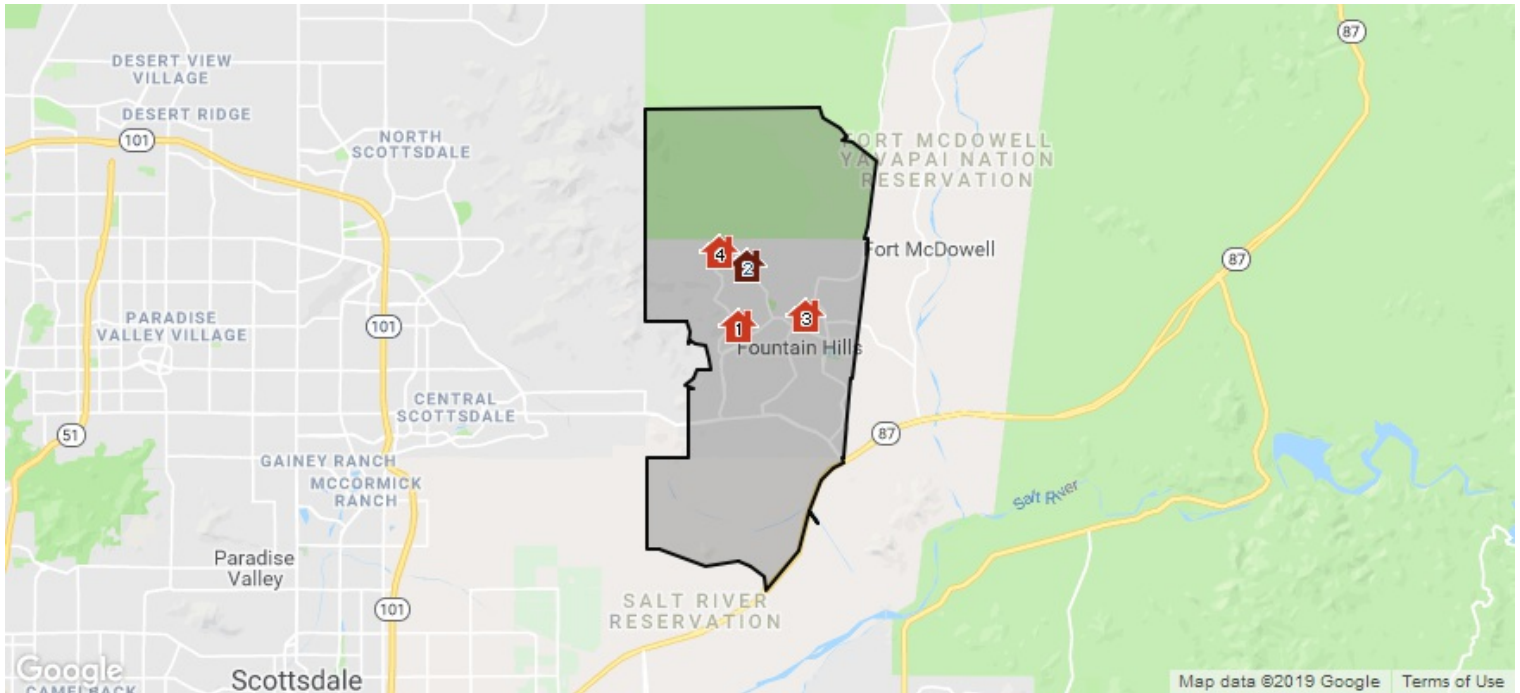 87
DESERT VIEW
VILLAGE
DESERT RIDGE
101
NORTH
SCOTTSDALE
FORT MCDOWELL
YAVAPAI NATION
RESERVATION
4
2
Fort McDowell
87
PARADISE
VALLEY VILLAGE
101
1
3
Fountain Hills
CENTRAL
SCOTTSDALE
51
87
GAINEY RANCH
MCCORMICK
RANCH
Salt River
Paradise
Valley
101
SALT RIVER
RESERVATION
Google
Scottsdale
CAMELBACK
Map data ©2019 Google
Terms of Use